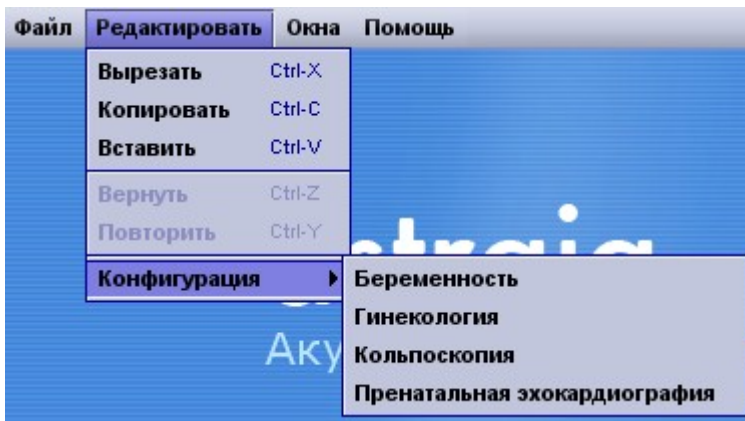 Файл Редактировать Окна Помощь
Вырезать Ctrl-X
Копировать Ctrl-C
Вставить Ctrl-V
Вернуть Ctrl-Z
Повторить Ctrl-Y
Конфигурация
Беременность
Гинекология
Кольпоскопия
Пренатальная эхокардиография